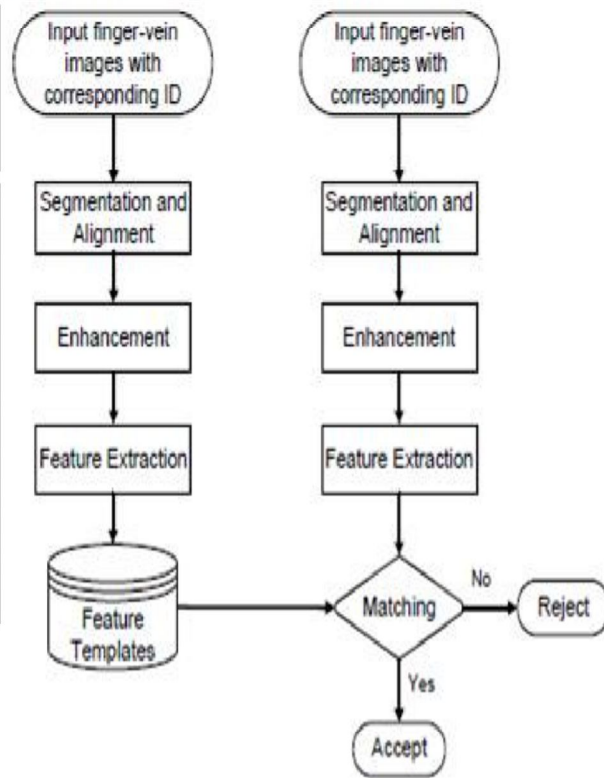 Input finger-vein
images with
corresponding ID
Segmentation and
Alignment
Enhancement
Feature Extraction
Feature
Templates
Input finger-vein
images with
corresponding ID
Segmentation and
Alignment
Enhancement
Feature Extraction
Matching
No
Reject
Yes
Accept